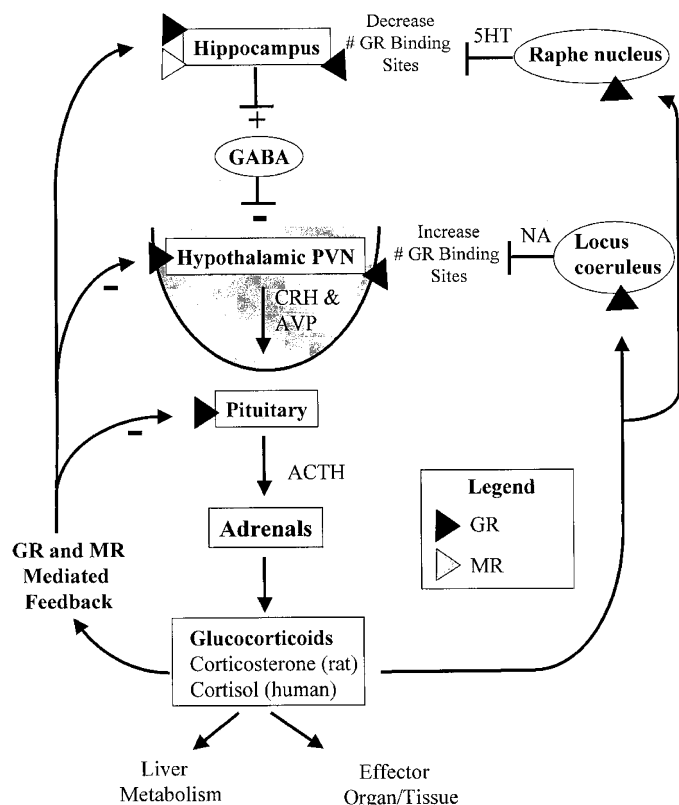 Decrease
# GR Binding
Sites
5HT
Hippocampus
Raphe nucleus
+
GABA
-
Increase
# GR Binding
Sites
NA
Locus
coeruleus
Hypothalamic PVN
-
CRH &
AVP
Pituitary
-
ACTH
Legend
GR
MR
Adrenals
GR and MR
Mediated
Feedback
Glucocorticoids
Corticosterone (rat)
Cortisol (human)
Liver
Metabolism
Effector
Organ/Tissue